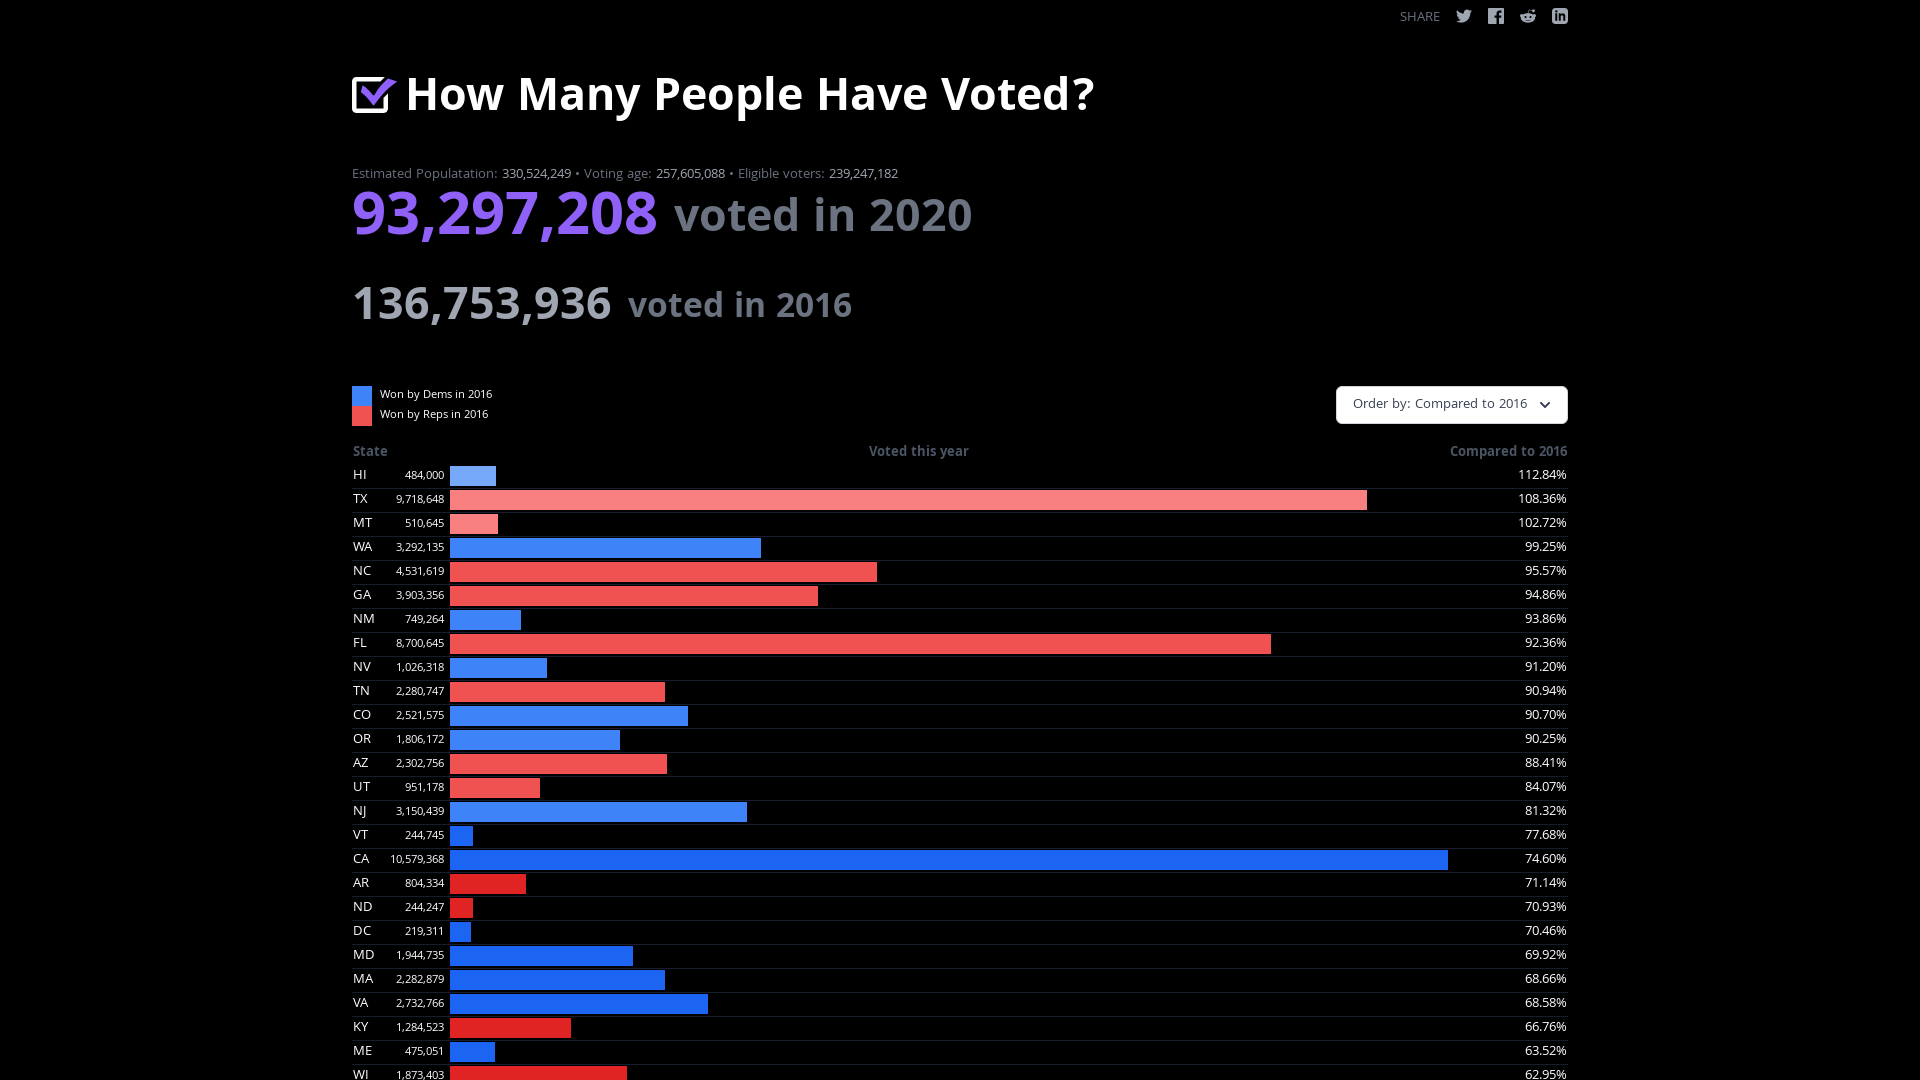 SHARE
How Many People Have Voted?
Estimated Populatation: 330,524,249 • Voting age: 257,605,088 • Eligible voters: 239,247,182
93,297,208 voted in 2020
136,753,936 voted in 2016
Won by Dems in 2016
Won by Reps in 2016
Order by: Compared to 2016
State Voted this year Compared to 2016
HI 484,000 112.84%
TX 9,718,648 108.36%
MT 510,645 102.72%
WA 3,292,135 99.25%
NC 4,531,619 95.57%
GA 3,903,356 94.86%
NM 749,264 93.86%
FL 8,700,645 92.36%
NV 1,026,318 91.20%
TN 2,280,747 90.94%
CO 2,521,575 90.70%
OR 1,806,172 90.25%
AZ 2,302,756 88.41%
UT 951,178 84.07%
NJ 3,150,439 81.32%
VT 244,745 77.68%
CA 10,579,368 74.60%
AR 804,334 71.14%
ND 244,247 70.93%
DC 219,311 70.46%
MD 1,944,735 69.92%
MA 2,282,879 68.66%
VA 2,732,766 68.58%
KY 1,284,523 66.76%
ME 475,051 63.52%
WI 1,873,403 62.95%